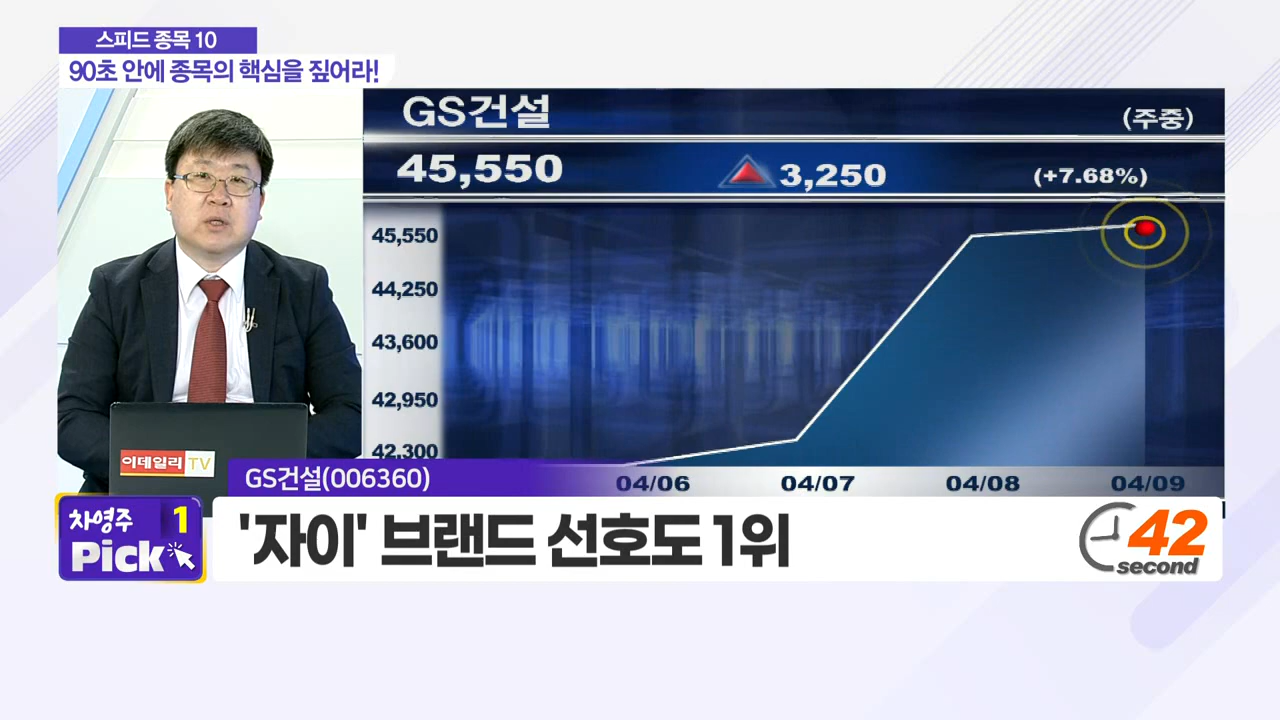 스피드 종목 10
90초 안에 종목의 핵심을 짚어라!
GS건설
(주중)
45,550
3,250
(+7.68%)
45,550
44,250
43,600
42,950
42,300
04/06
04/07
04/08
04/09
이데일리 TV
GS건설(006360)
차영주 1
Pick
'자이' 브랜드 선호도 1위
42
second